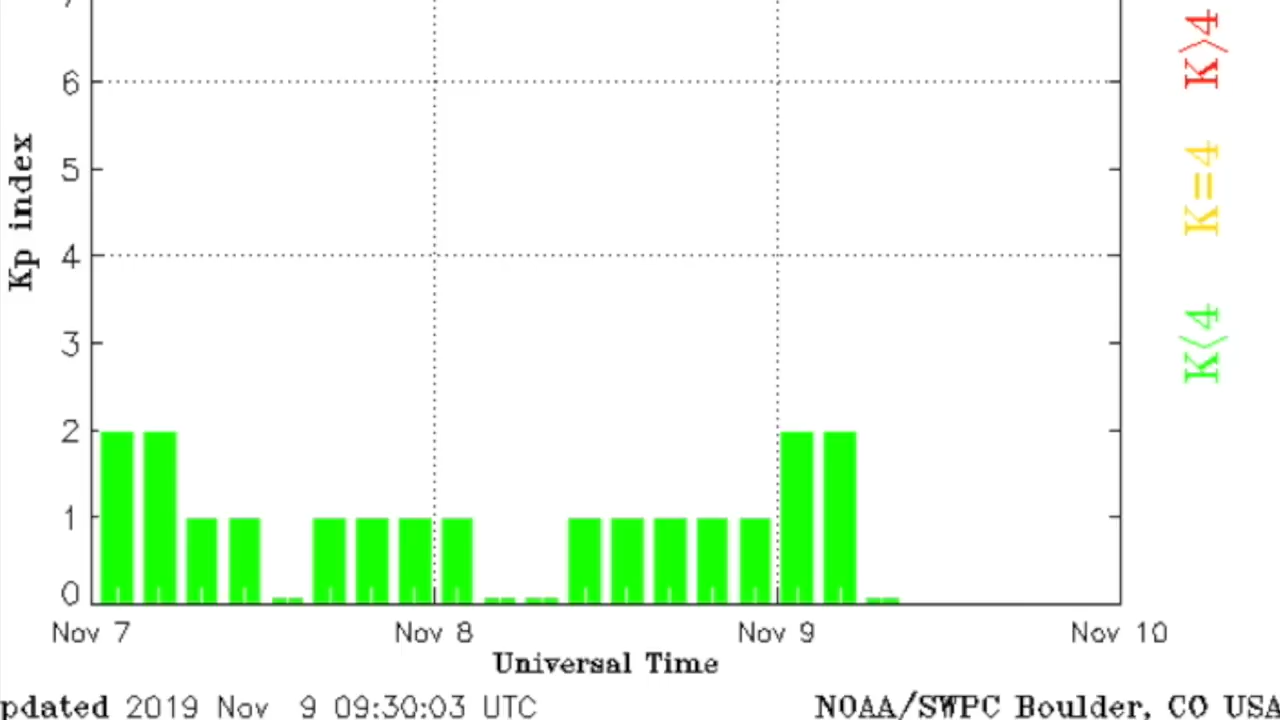 7
6
5
4
3
2
1
0
Kp index
K>4
K=4
K<4
Nov 7 Nov 8 Nov 9 Nov 10
Universal Time
pdated 2019 Nov 9 09:30:03 UTC NOAA/SWPC Boulder, CO USA